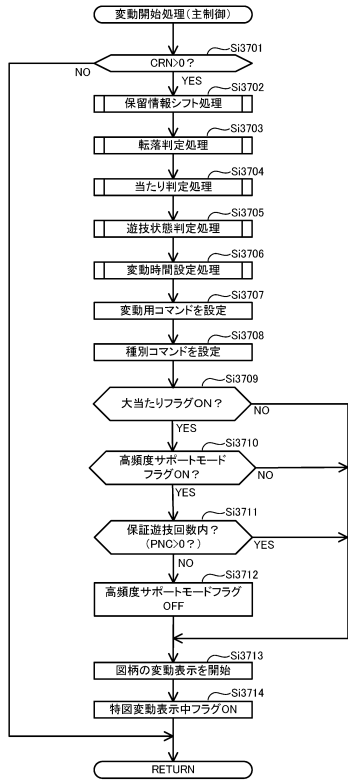 変動開始処理(主制御)
Si3701
CRN>0?
NO
YES
Si3702
保留情報シフト処理
Si3703
転落判定処理
Si3704
当たり判定処理
Si3705
遊技状態判定処理
Si3706
変動時間設定処理
Si3707
変動用コマンドを設定
Si3708
種別コマンドを設定
Si3709
大当たりフラグON?
NO
YES
Si3710
高頻度サポートモード
フラグON?
NO
YES
Si3711
保証遊技回数内?
(PNC>0?)
YES
NO
Si3712
高頻度サポートモードフラグ
OFF
Si3713
図柄の変動表示を開始
Si3714
特図変動表示中フラグON
RETURN